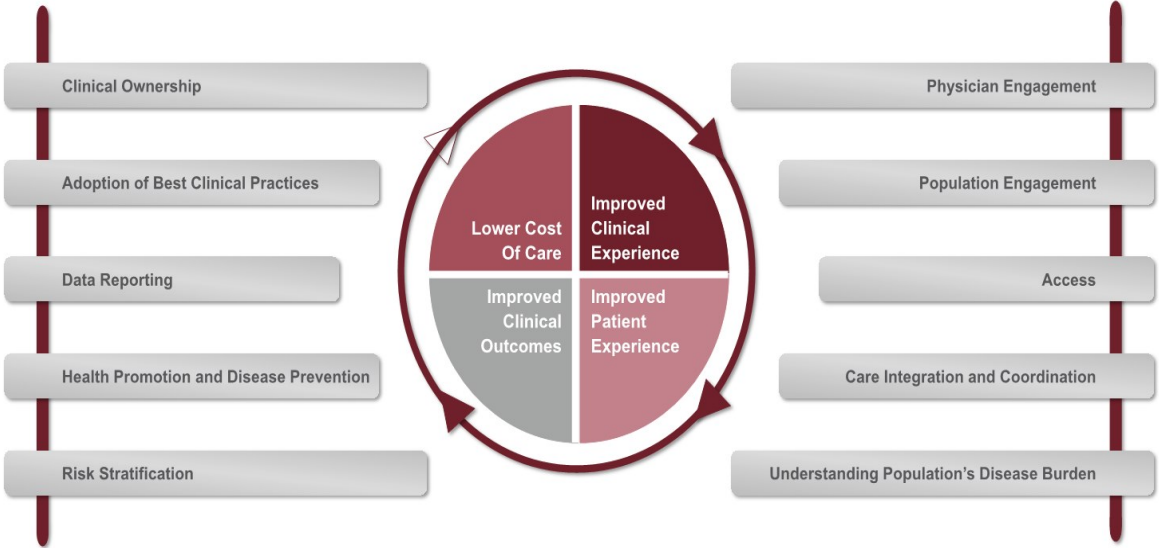 Clinical Ownership
Adoption of Best Clinical Practices
Data Reporting
Health Promotion and Disease Prevention
Risk Stratification
Lower Cost
Of Care
Improved
Clinical
Experience
Improved
Clinical
Outcomes
Improved
Patient
Experience
Physician Engagement
Population Engagement
Access
Care Integration and Coordination
Understanding Population’s Disease Burden